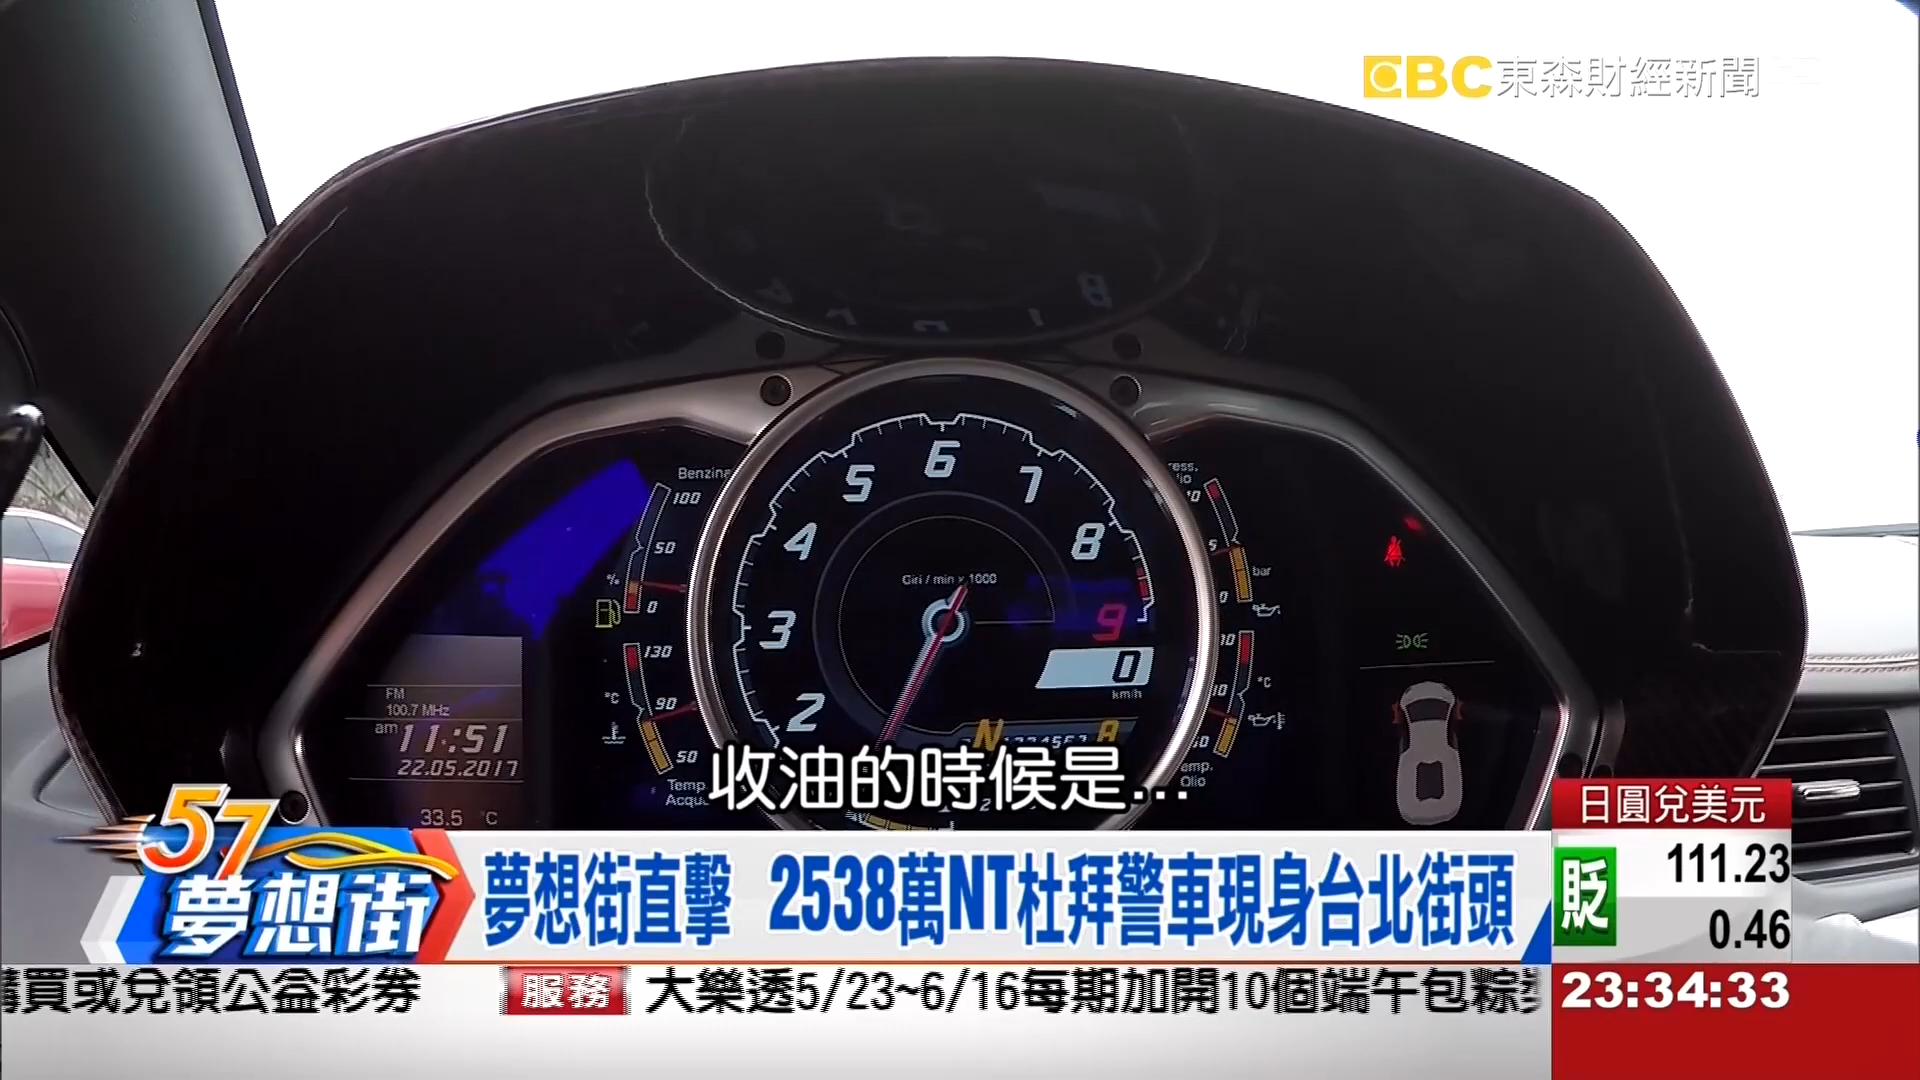 EBC東森財經新聞
Benzina
100
50
%
0
130
°C
90
50
Temp.
Acqua
2
3
4
5
6
7
8
9
Giri / min x 1000
0
km/h
N
8
5
bar
0
°C
Olio
FM
100.7 MHz
am 11:51
22.05.2017
33.5 °C
收油的時候是...
57
夢想街
夢想街直擊 2538萬NT杜拜警車現身台北街頭
日圓兌美元
貶
111.23
0.46
買或兌領公益彩券
服務
大樂透5/23~6/16每期加開10個端午包粽
23:34:33